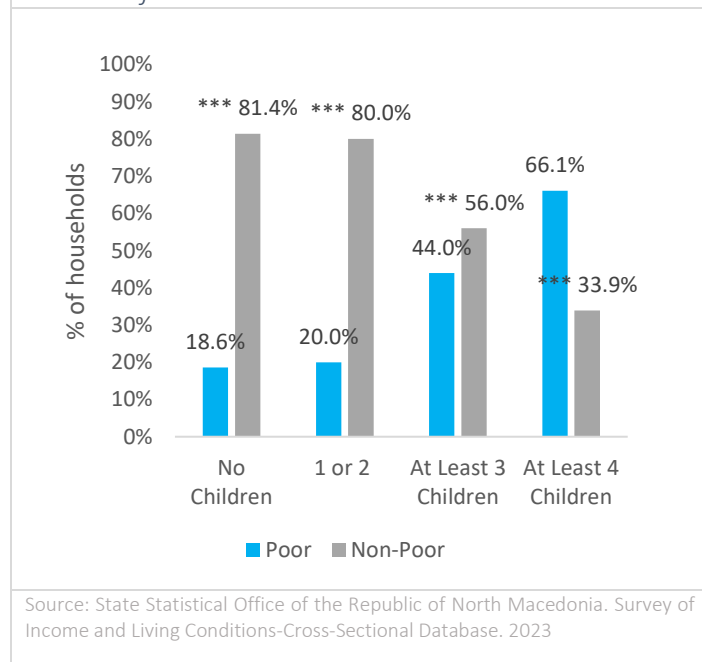 100%
90%
80%
70%
60%
50%
40%
30%
20%
10%
0%
% of households
18.6%
*** 81.4%
20.0%
*** 80.0%
44.0%
*** 56.0%
66.1%
*** 33.9%
No
Children
1 or 2
At Least 3
Children
At Least 4
Children
Poor
Non-Poor
Source: State Statistical Office of the Republic of North Macedonia. Survey of
Income and Living Conditions-Cross-Sectional Database. 2023